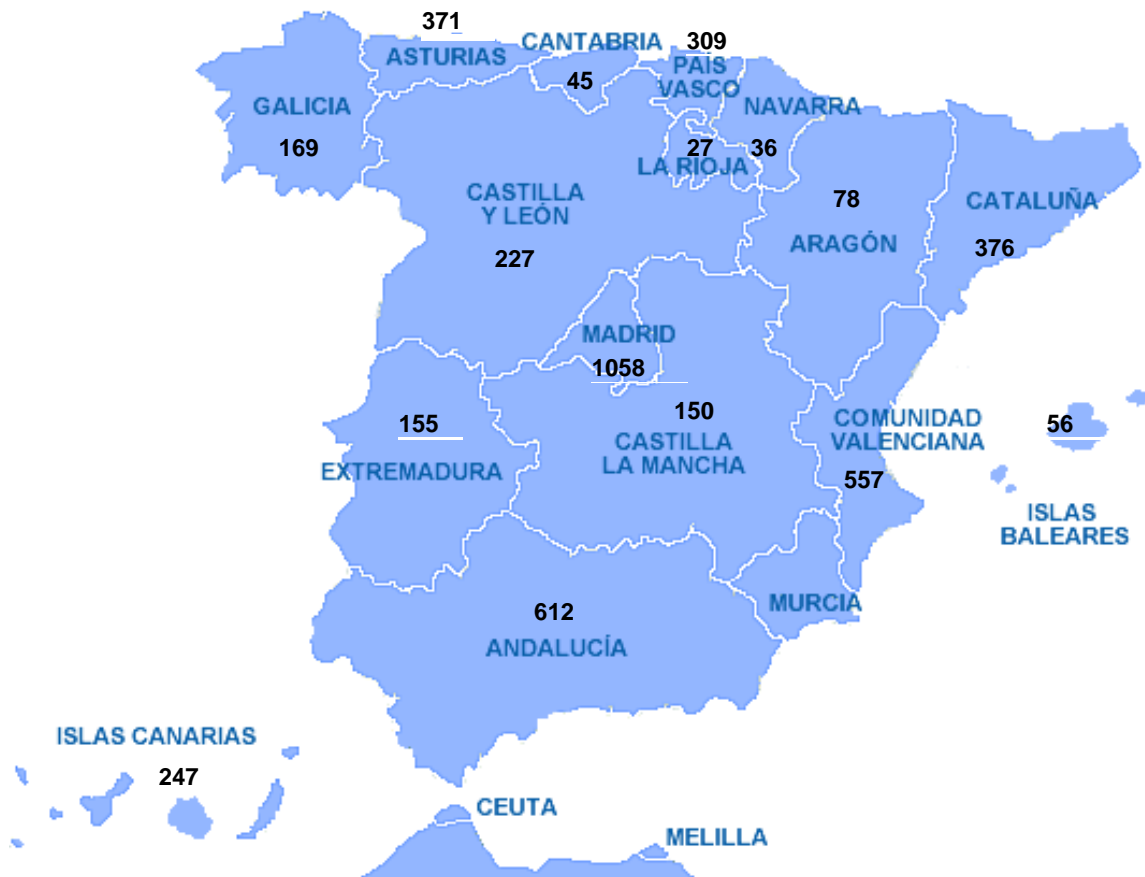 371
ASTURIAS
CANTABRIA
45
309
PAIS
VASCO
NAVARRA
36
GALICIA
169
27
LA RIOJA
CASTILLA
Y LEÓN
227
78
ARAGÓN
CATALUÑA
376
MADRID
1058
150
CASTILLA
LA MANCHA
155
EXTREMADURA
COMUNIDAD
VALENCIANA
557
56
ISLAS
BALEARES
MURCIA
612
ANDALUCÍA
ISLAS CANARIAS
247
CEUTA
MELILLA